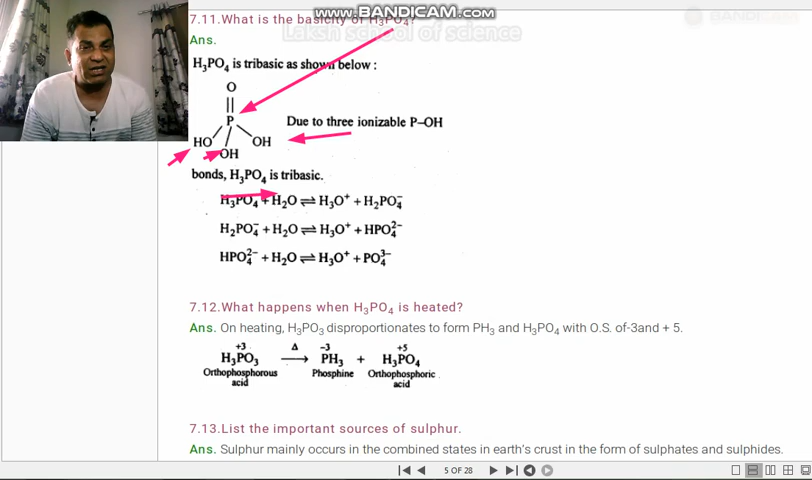 www.BANDICAM.com
BANDICAM
Laksh school of science
7.11.What is the basicity of H₃PO₄?
Ans.
H₃PO₄ is tribasic as shown below :
O
P
HO OH
OH
Due to three ionizable P–OH
bonds, H₃PO₄ is tribasic.
H₃PO₄ + H₂O ⇌ H₃O⁺ + H₂PO₄⁻
H₂PO₄⁻ + H₂O ⇌ H₃O⁺ + HPO₄²⁻
HPO₄²⁻ + H₂O ⇌ H₃O⁺ + PO₄³⁻
7.12.What happens when H₃PO₄ is heated?
Ans. On heating, H₃PO₃ disproportionates to form PH₃ and H₃PO₄ with O.S. of-3and + 5.
+3 Δ –3 +5
H₃PO₃ ⟶ PH₃ + H₃PO₄
Orthophosphorous Phosphine Orthophosphoric
acid acid
7.13.List the important sources of sulphur.
Ans. Sulphur mainly occurs in the combined states in earth's crust in the form of sulphates and sulphides.
5 OF 28